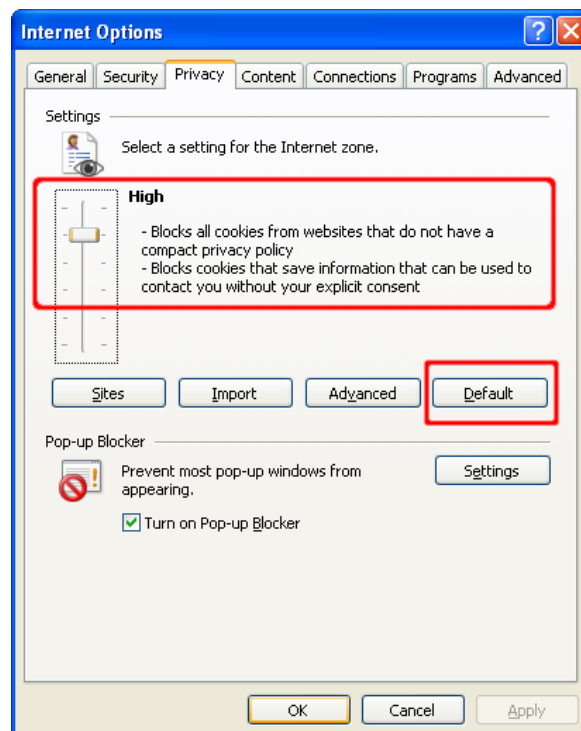 Internet Options
General Security Privacy Content Connections Programs Advanced
Settings
Select a setting for the Internet zone.
High
- Blocks all cookies from websites that do not have a
compact privacy policy
- Blocks cookies that save information that can be used to
contact you without your explicit consent
Sites Import Advanced Default
Pop-up Blocker
Prevent most pop-up windows from
appearing.
Settings
Turn on Pop-up Blocker
OK Cancel Apply